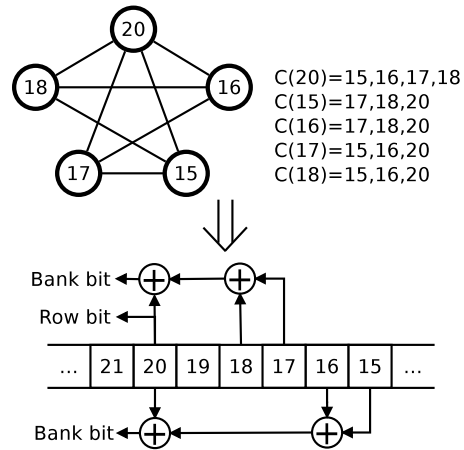 20
18
16
17
15
C(20)=15,16,17,18
C(15)=17,18,20
C(16)=17,18,20
C(17)=15,16,20
C(18)=15,16,20
Bank bit
+ +
Row bit
... 21 20 19 18 17 16 15 ...
Bank bit
+ +